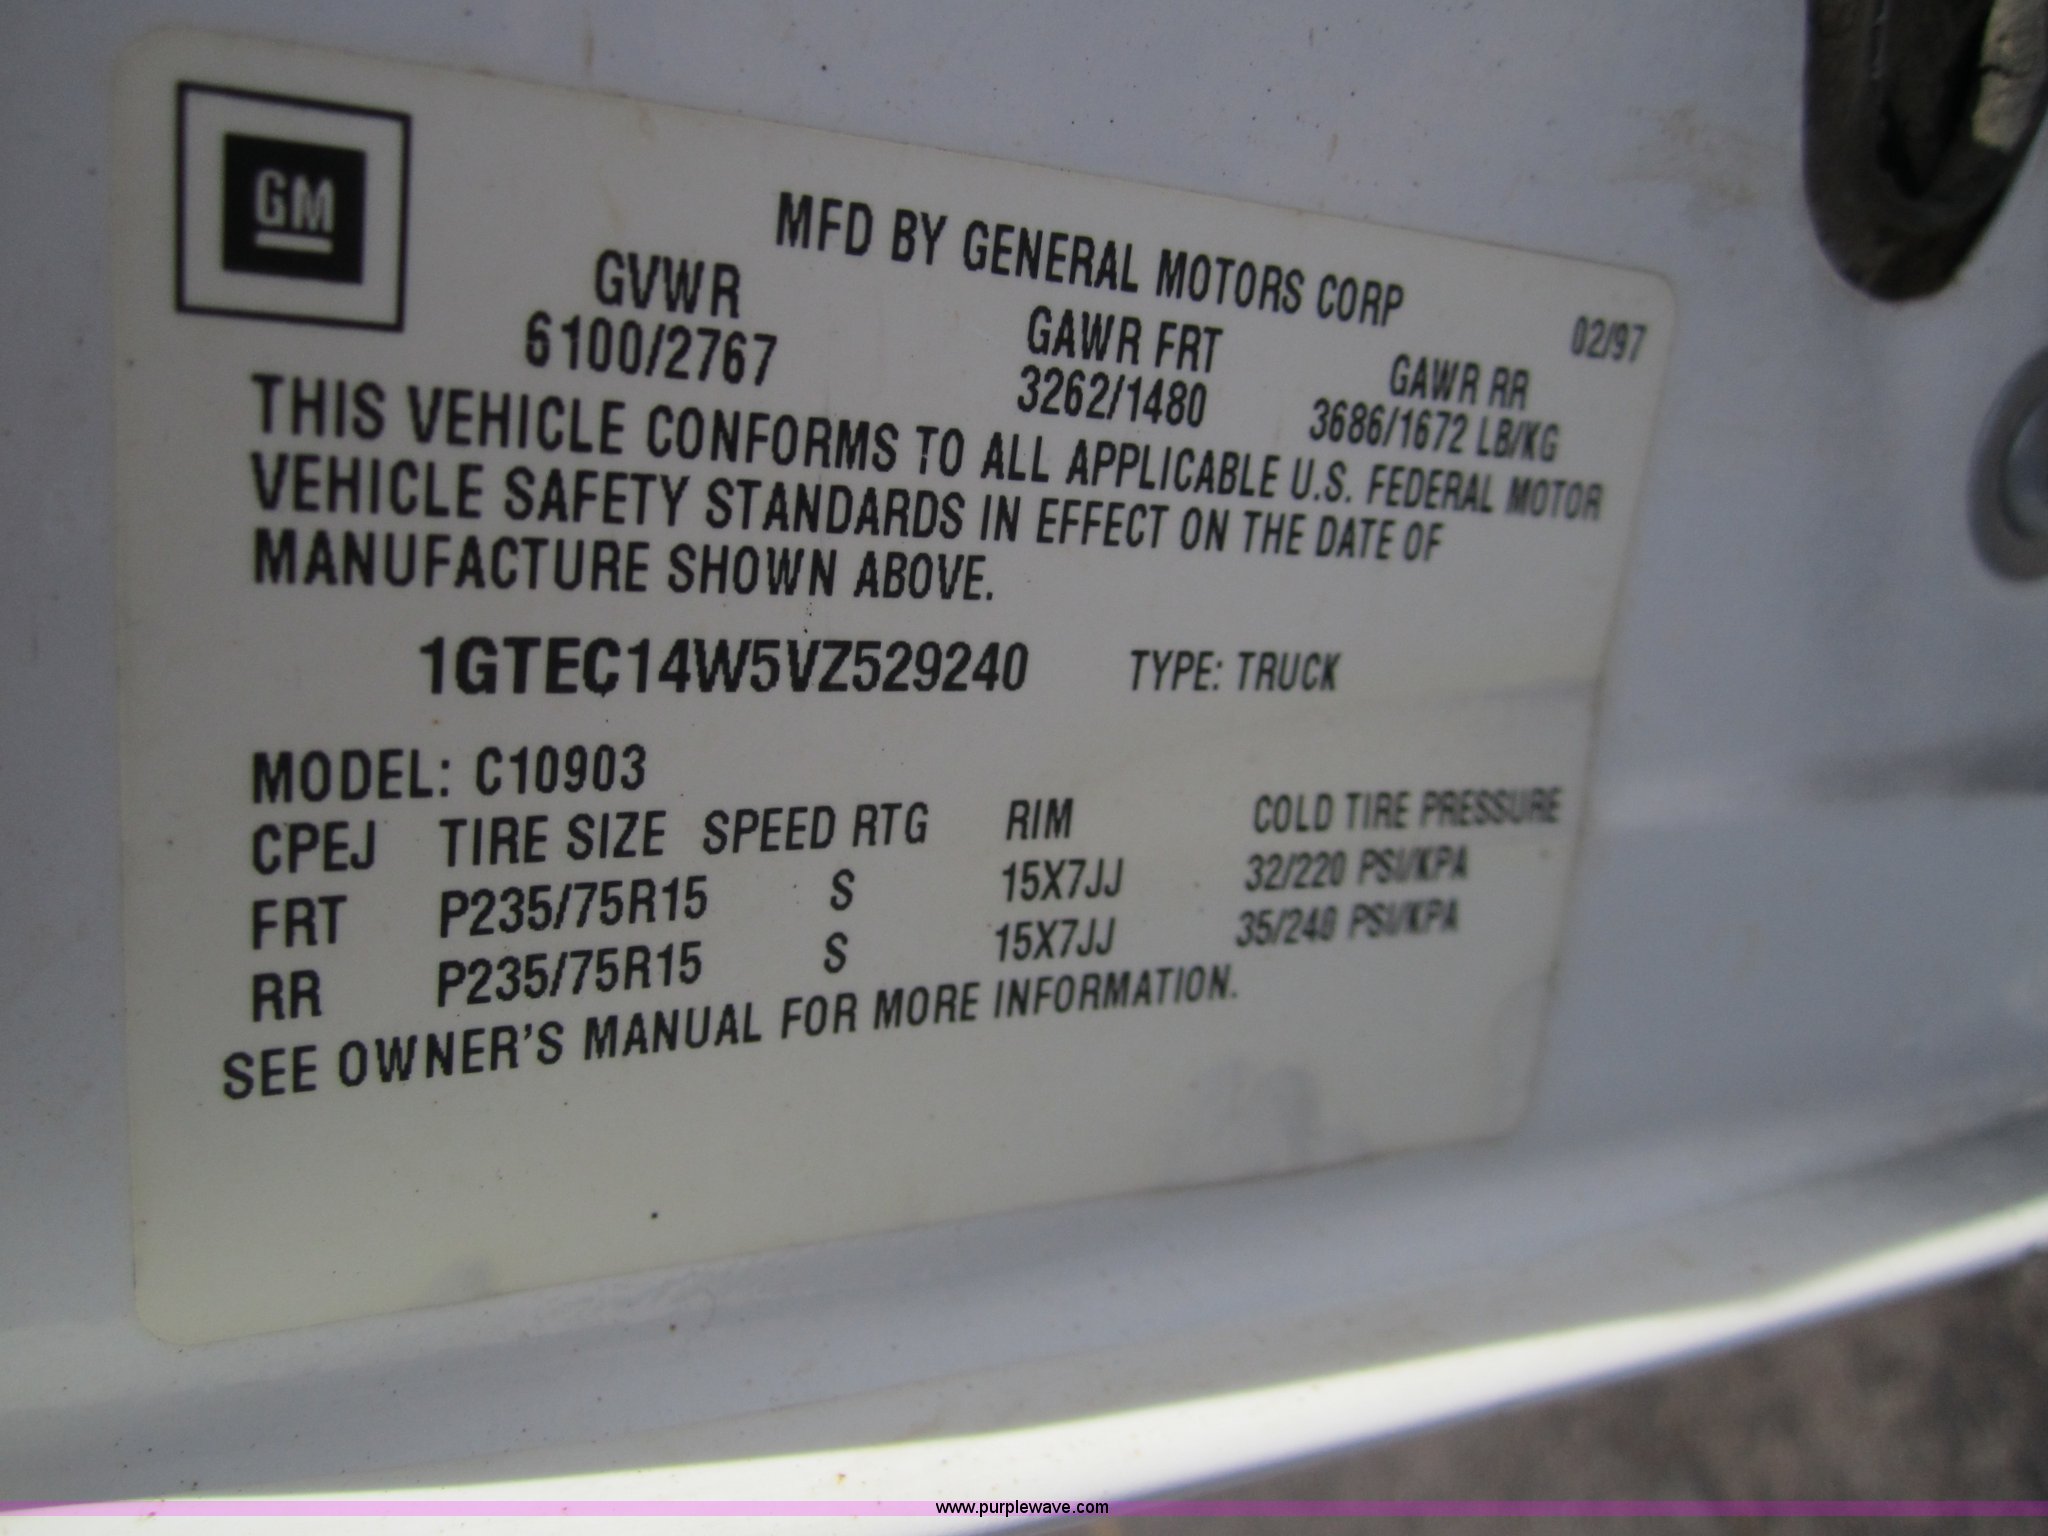 GM
MFD BY GENERAL MOTORS CORP
02/97
GVWR GAWR FRT GAWR RR
6100/2767 3262/1480 3686/1672 LB/KG
THIS VEHICLE CONFORMS TO ALL APPLICABLE U.S. FEDERAL MOTOR
VEHICLE SAFETY STANDARDS IN EFFECT ON THE DATE OF
MANUFACTURE SHOWN ABOVE.
1GTEC14W5VZ529240 TYPE: TRUCK
MODEL: C10903
CPEJ TIRE SIZE SPEED RTG RIM COLD TIRE PRESSURE
FRT P235/75R15 S 15X7JJ 32/220 PSI/KPA
RR P235/75R15 S 15X7JJ 35/240 PSI/KPA
SEE OWNER'S MANUAL FOR MORE INFORMATION.
www.purplewave.com